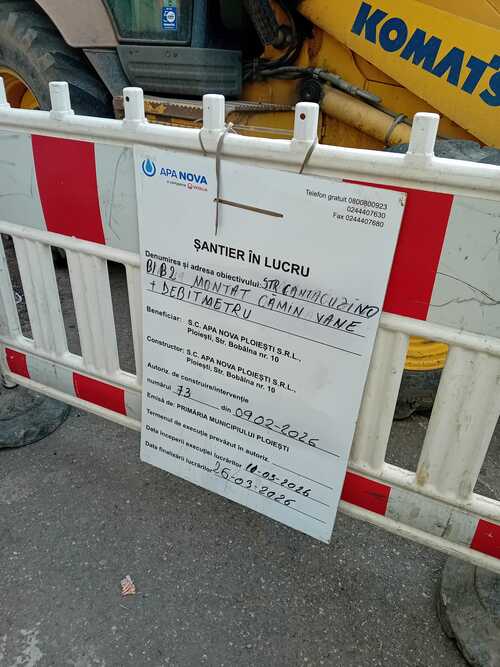 KOMATS
APA NOVA
o companie VEOLIA
Telefon gratuit 0800800923
0244407630
Fax 0244407680
ȘANTIER ÎN LUCRU
Denumirea și adresa obiectivului: STR CANTACUZINO
Bl B2 MONTAT CĂMIN VANE
+ DEBITMETRU
Beneficiar: S.C. APA NOVA PLOIEȘTI S.R.L.,
Ploiești, Str. Bobâlna nr. 10
Constructor: S.C. APA NOVA PLOIEȘTI S.R.L.,
Ploiești, Str. Bobâlna nr. 10
Autoriz. de construire/intervenție
numărul 73 din 09.02-2026
Emisă de: PRIMĂRIA MUNICIPIULUI PLOIEȘTI
Termenul de execuție prevăzut în autoriz.
Data începerii execuției lucrărilor 10-03-2026
Data finalizării lucrărilor 26-03-2026